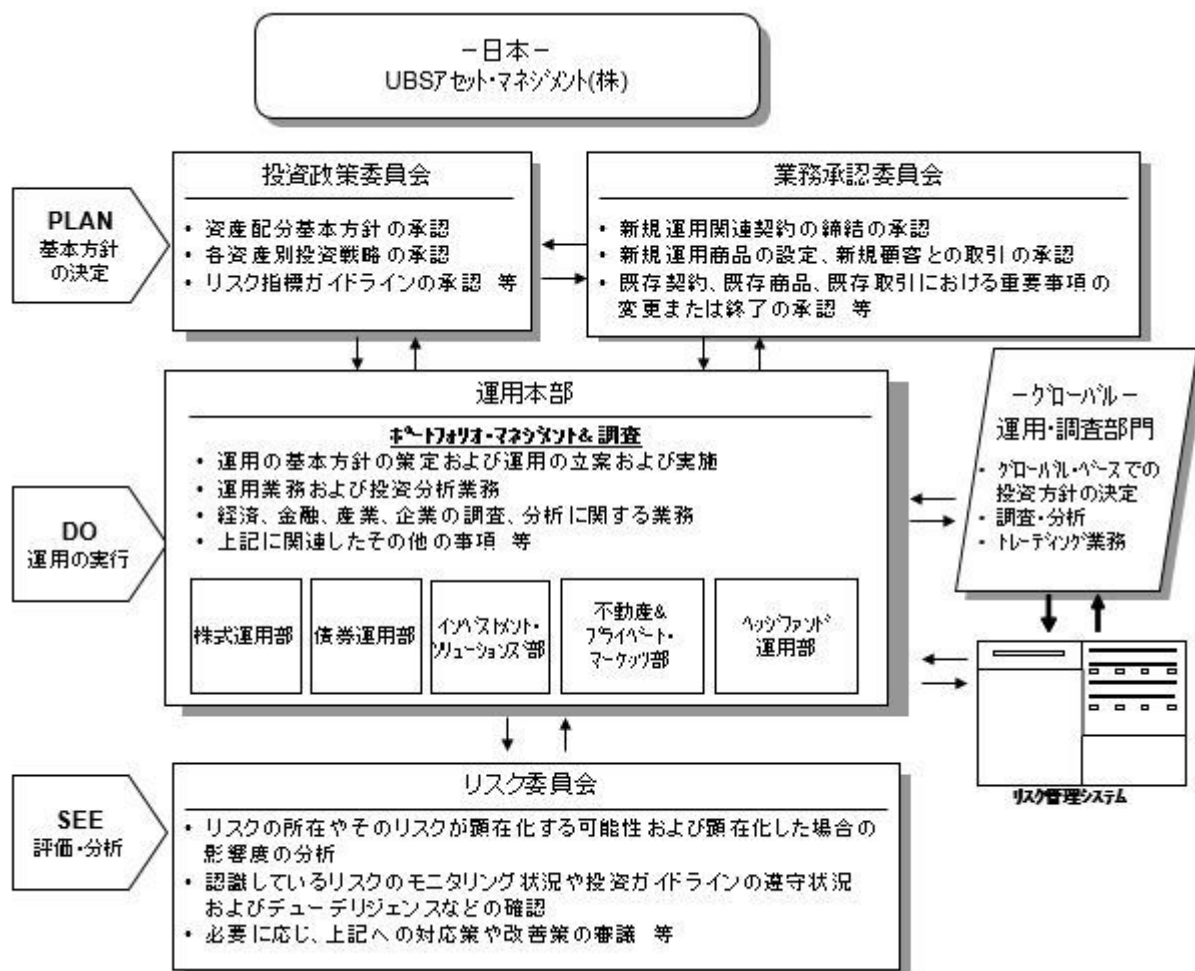 －日本－
UBSアセット・マネジメント(株)
PLAN
基本方針
の決定
投資政策委員会
• 資産配分基本方針の承認
• 各資産別投資戦略の承認
• リスク指標ガイドラインの承認 等
業務承認委員会
• 新規運用関連契約の締結の承認
• 新規運用商品の設定、新規顧客との取引の承認
• 既存契約、既存商品、既存取引における重要事項の
変更または終了の承認 等
DO
運用の実行
運用本部
ﾎﾟｰﾄﾌｫﾘｵ・ﾏﾈｼﾞﾒﾝﾄ& 調査
• 運用の基本方針の策定および運用の立案および実施
• 運用業務および投資分析業務
• 経済、金融、産業、企業の調査、分析に関する業務
• 上記に関連したその他の事項 等
株式運用部
債券運用部
ｲﾝﾍﾞｽﾄﾒﾝﾄ・
ｿﾘｭｰｼｮﾝｽﾞ部
不動産&
ﾌﾟﾗｲﾍﾞｰﾄ・
ﾏｰｹｯﾂ部
ﾍｯｼﾞﾌｧﾝﾄﾞ
運用部
－ｸﾞﾛｰﾊﾞﾙ－
運用・調査部門
• ｸﾞﾛｰﾊﾞﾙ・ﾍﾞｰｽでの
投資方針の決定
• 調査・分析
• ﾄﾚｰﾃﾞｨﾝｸﾞ業務
リスク管理システム
SEE
評価・分析
リスク委員会
• リスクの所在やそのリスクが顕在化する可能性および顕在化した場合の
影響度の分析
• 認識しているリスクのモニタリング状況や投資ガイドラインの遵守状況
およびデューデリジェンスなどの確認
• 必要に応じ、上記への対応策や改善策の審議 等